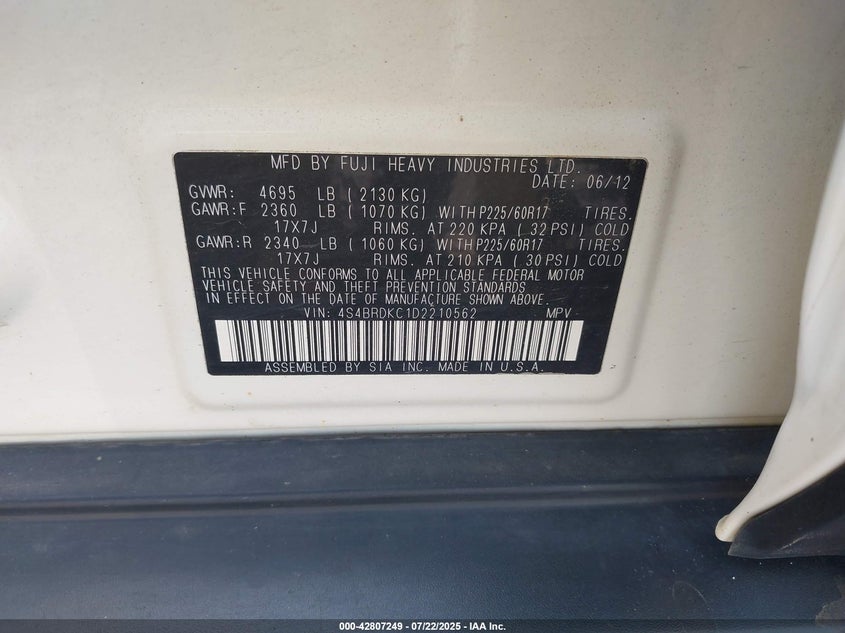 MFD BY FUJI HEAVY INDUSTRIES LTD.
DATE: 06/12
GVWR: 4695 LB ( 2130 KG)
GAWR:F 2360 LB ( 1070 KG) WITH P225/60R17 TIRES.
17X7J RIMS. AT 220 KPA ( 32 PSI) COLD
GAWR:R 2340 LB ( 1060 KG) WITH P225/60R17 TIRES.
17X7J RIMS. AT 210 KPA ( 30 PSI) COLD
THIS VEHICLE CONFORMS TO ALL APPLICABLE FEDERAL MOTOR
VEHICLE SAFETY AND THEFT PREVENTION STANDARDS
IN EFFECT ON THE DATE OF MANUFACTURE SHOWN ABOVE.
VIN: 4S4BRDKC1D2210562 MPV
ASSEMBLED BY SIA INC. MADE IN U.S.A.
000-42807249 - 07/22/2025 - IAA Inc.